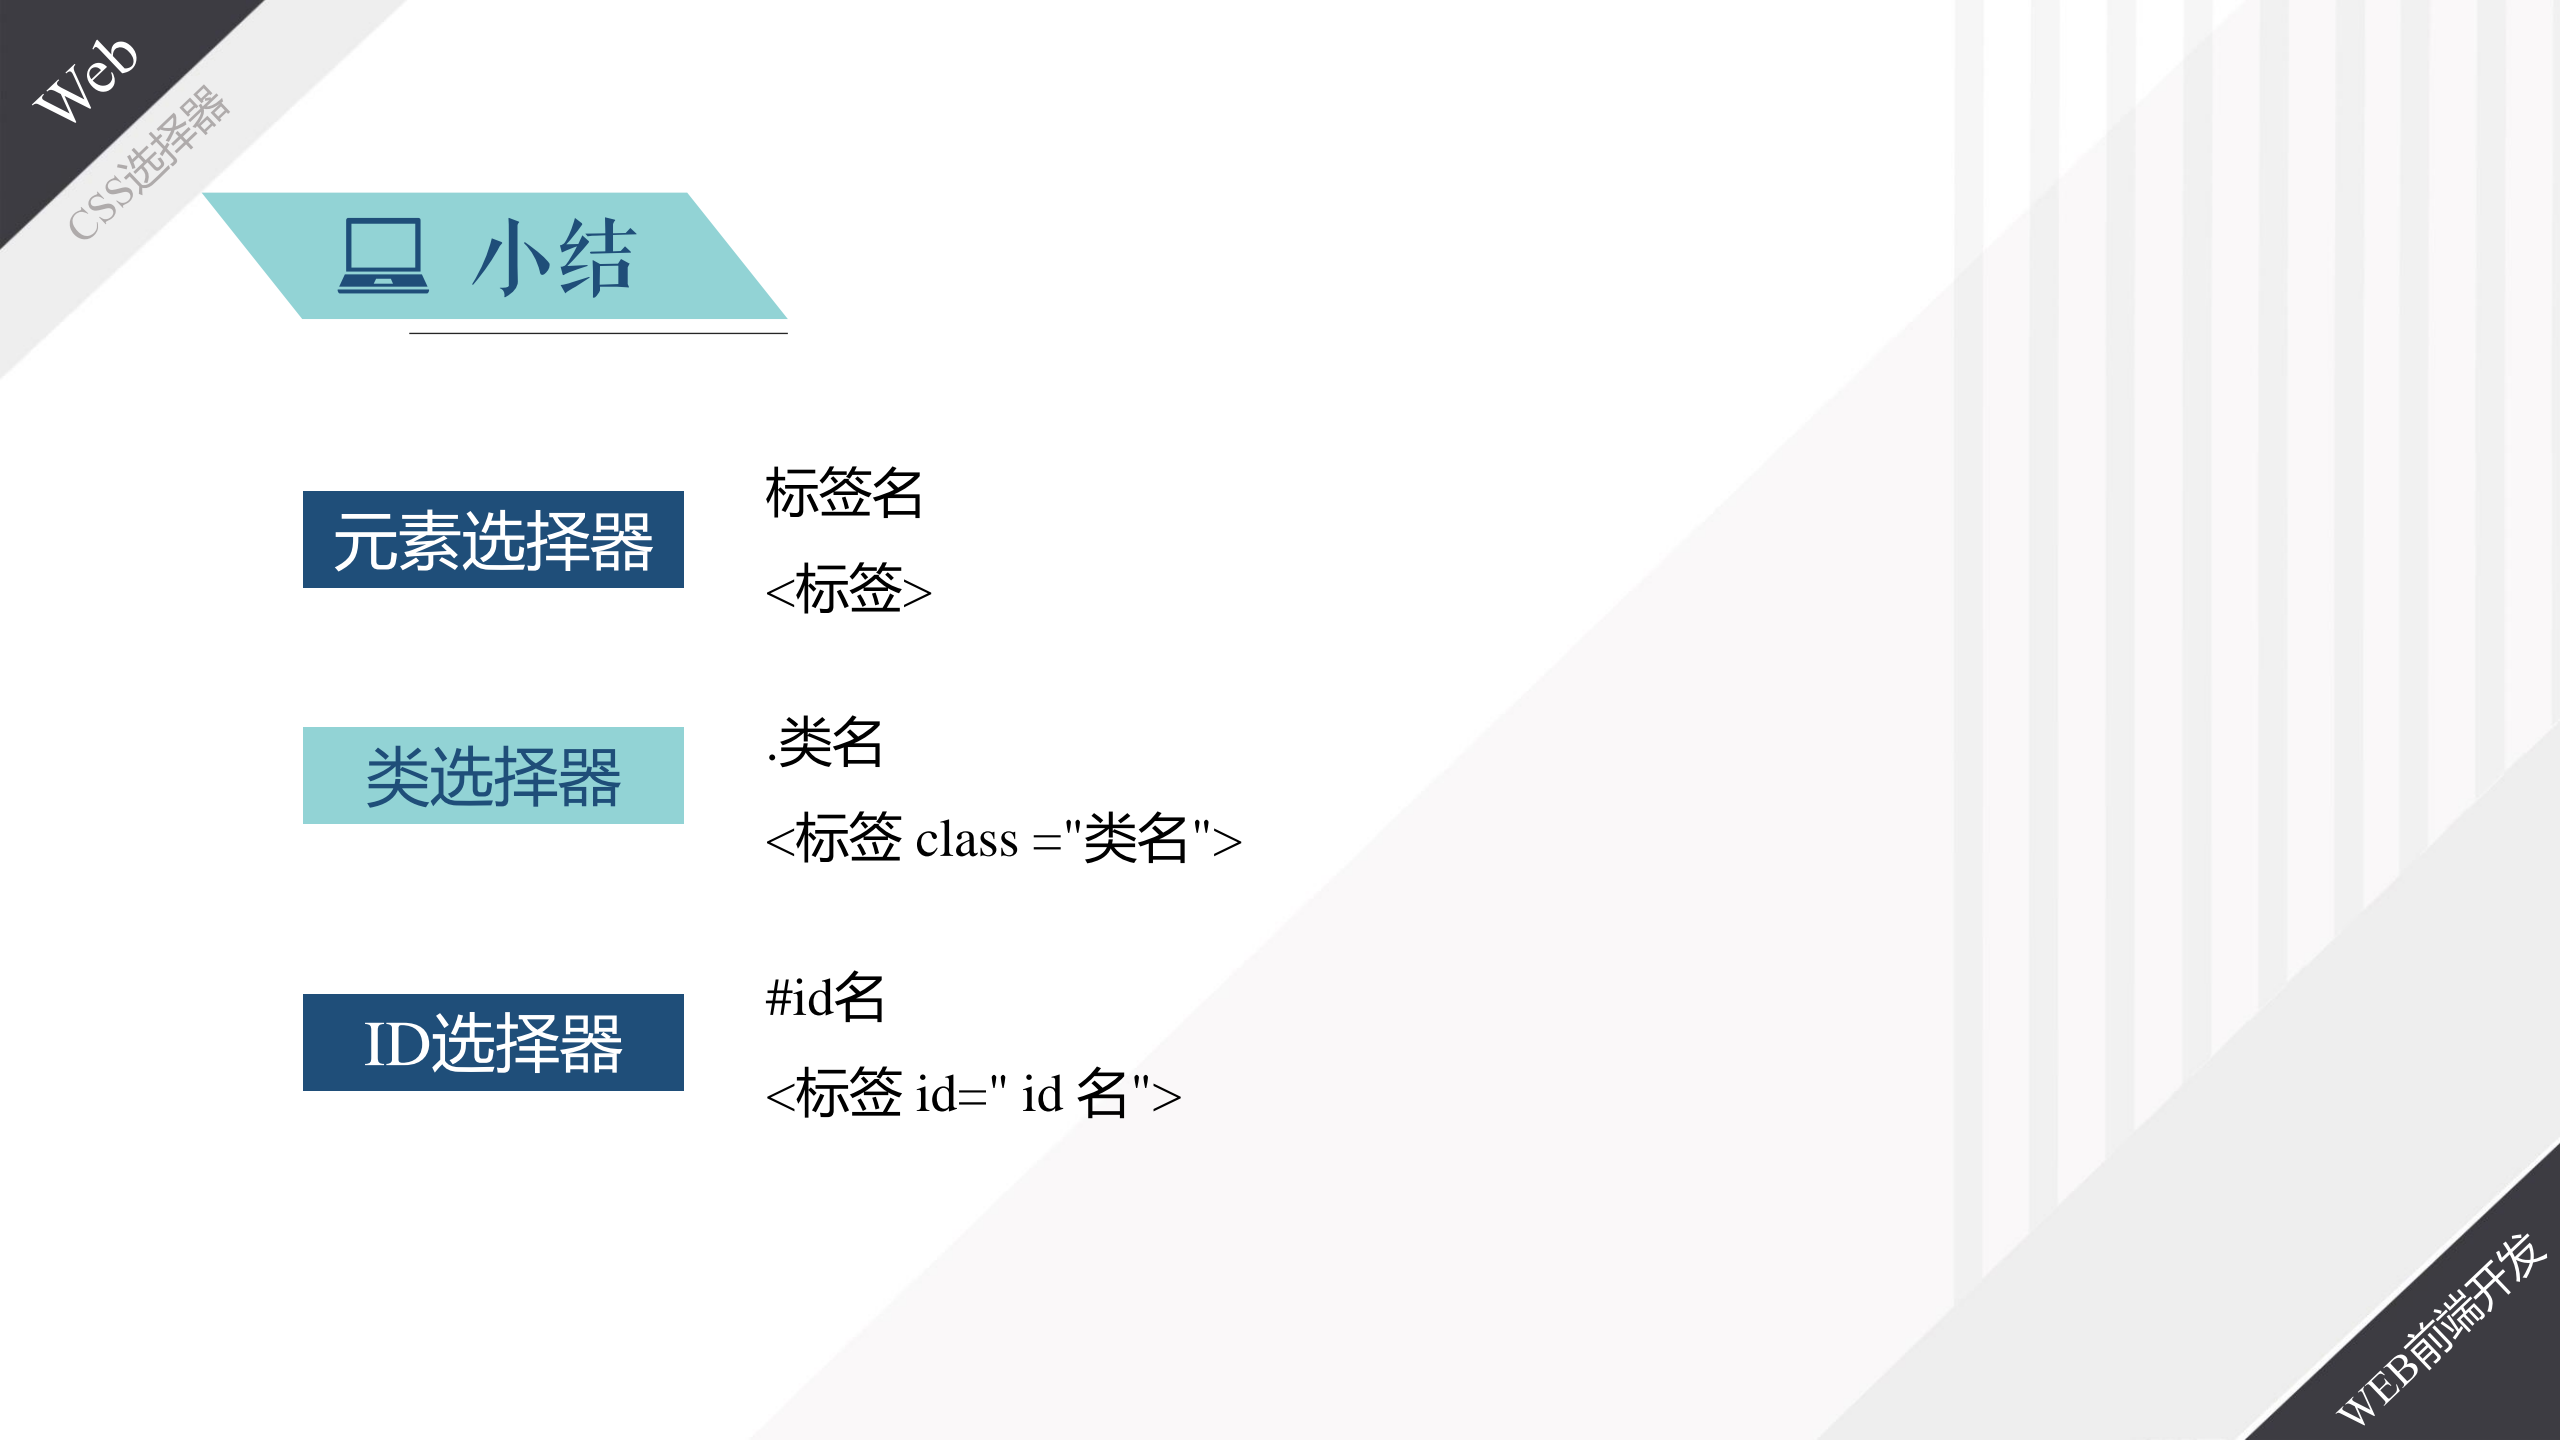 Web
CSS选择器
小结
元素选择器
标签名
<标签>
类选择器
.类名
<标签 class ="类名">
ID选择器
#id名
<标签 id=" id 名">
WEB前端开发